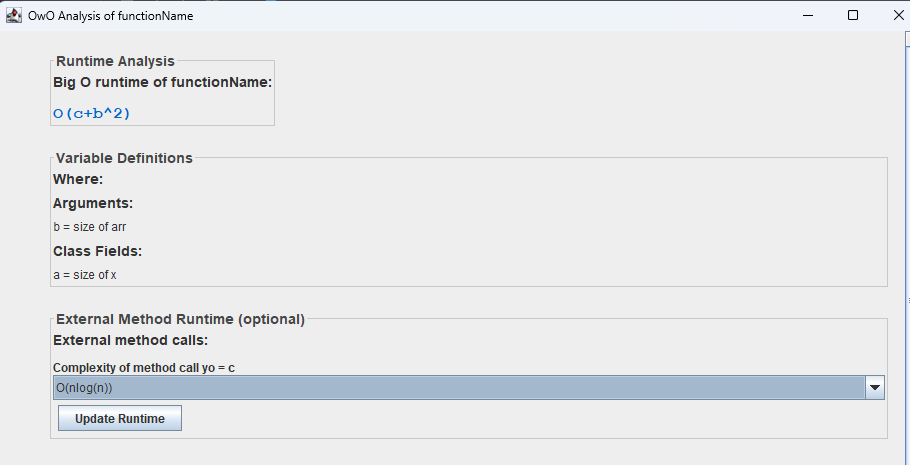 OwO Analysis of functionName
Runtime Analysis
Big O runtime of functionName:
O(c+b^2)
Variable Definitions
Where:
Arguments:
b = size of arr
Class Fields:
a = size of x
External Method Runtime (optional)
External method calls:
Complexity of method call yo = c
O(nlog(n))
Update Runtime